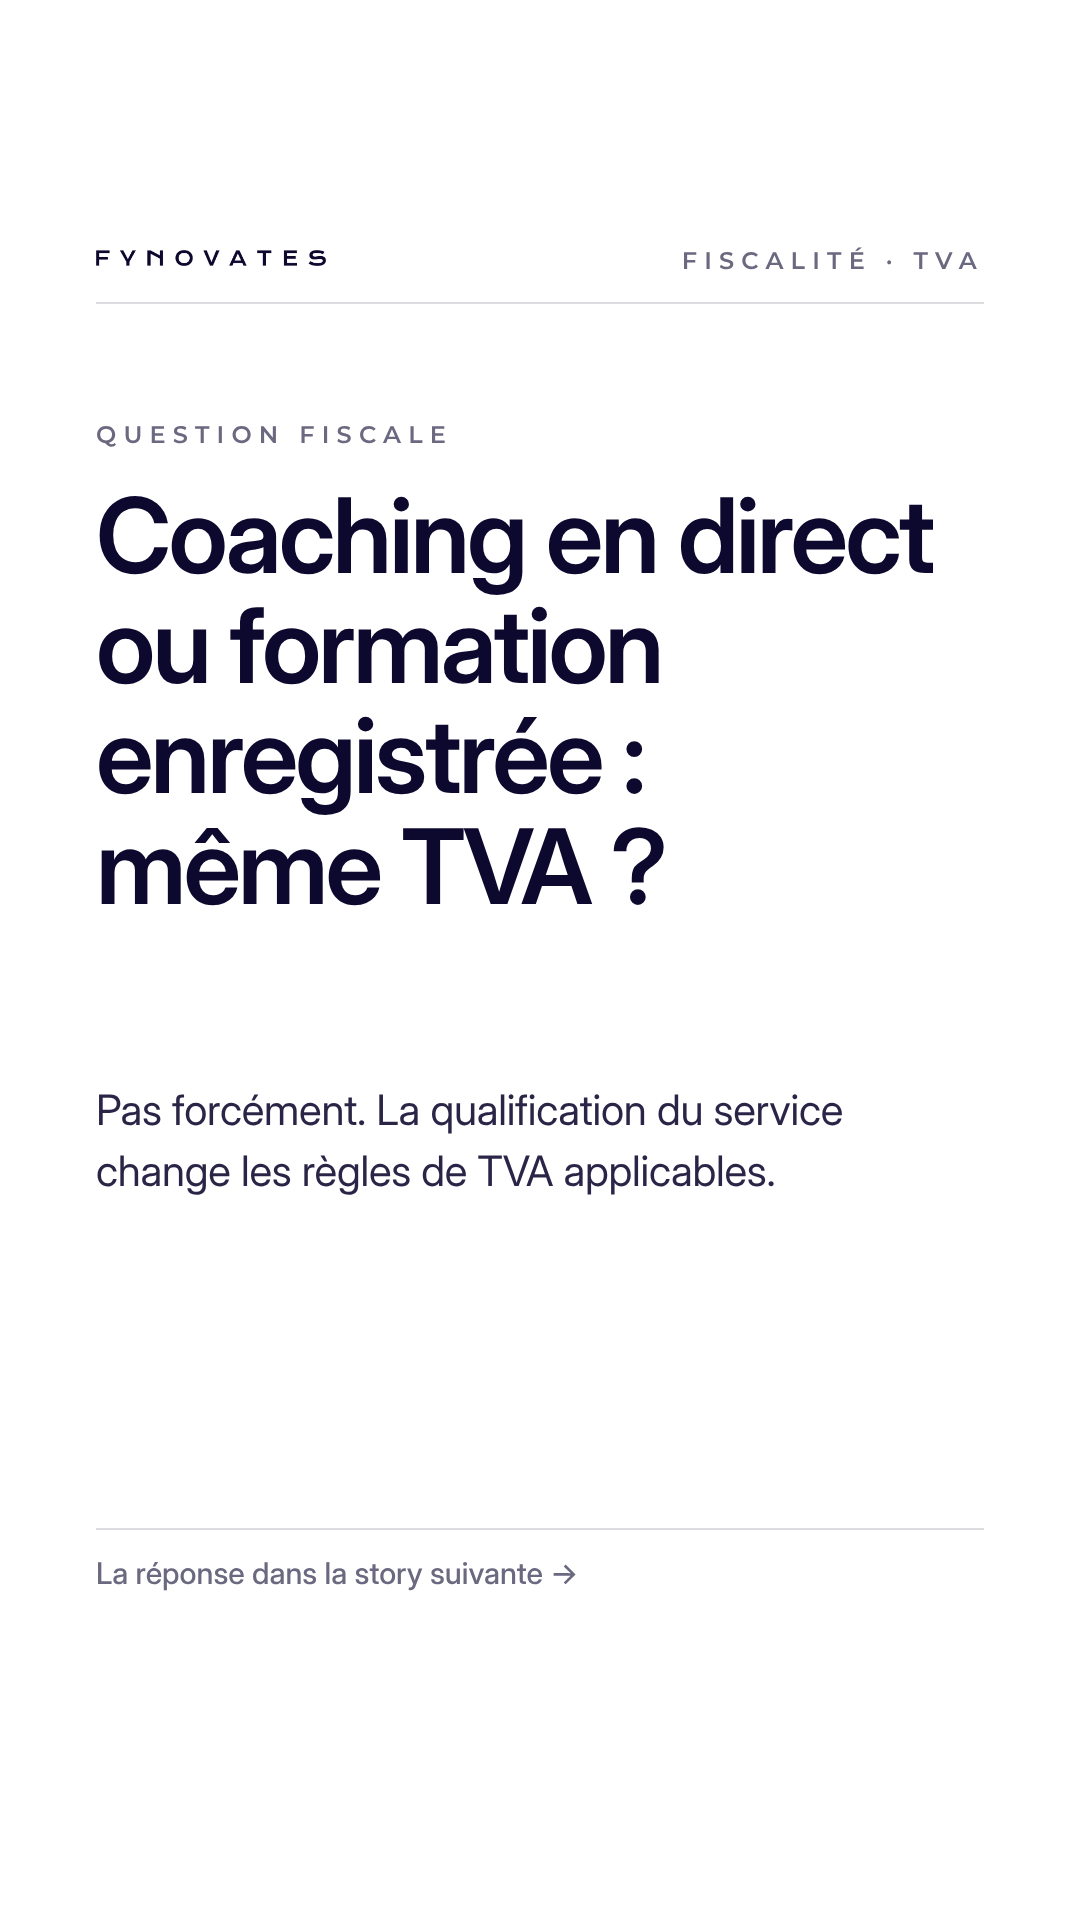 FYNOVATES
FISCALITÉ · TVA
QUESTION FISCALE
Coaching en direct
ou formation
enregistrée :
même TVA ?
Pas forcément. La qualification du service
change les règles de TVA applicables.
La réponse dans la story suivante →